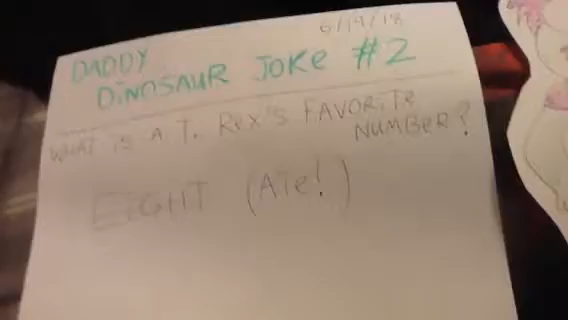 6/19/18
DADDY
DINOSAUR JOKE #2
WHAT IS A T. REX'S FAVORITE
NUMBER?
EIGHT (ATE!)